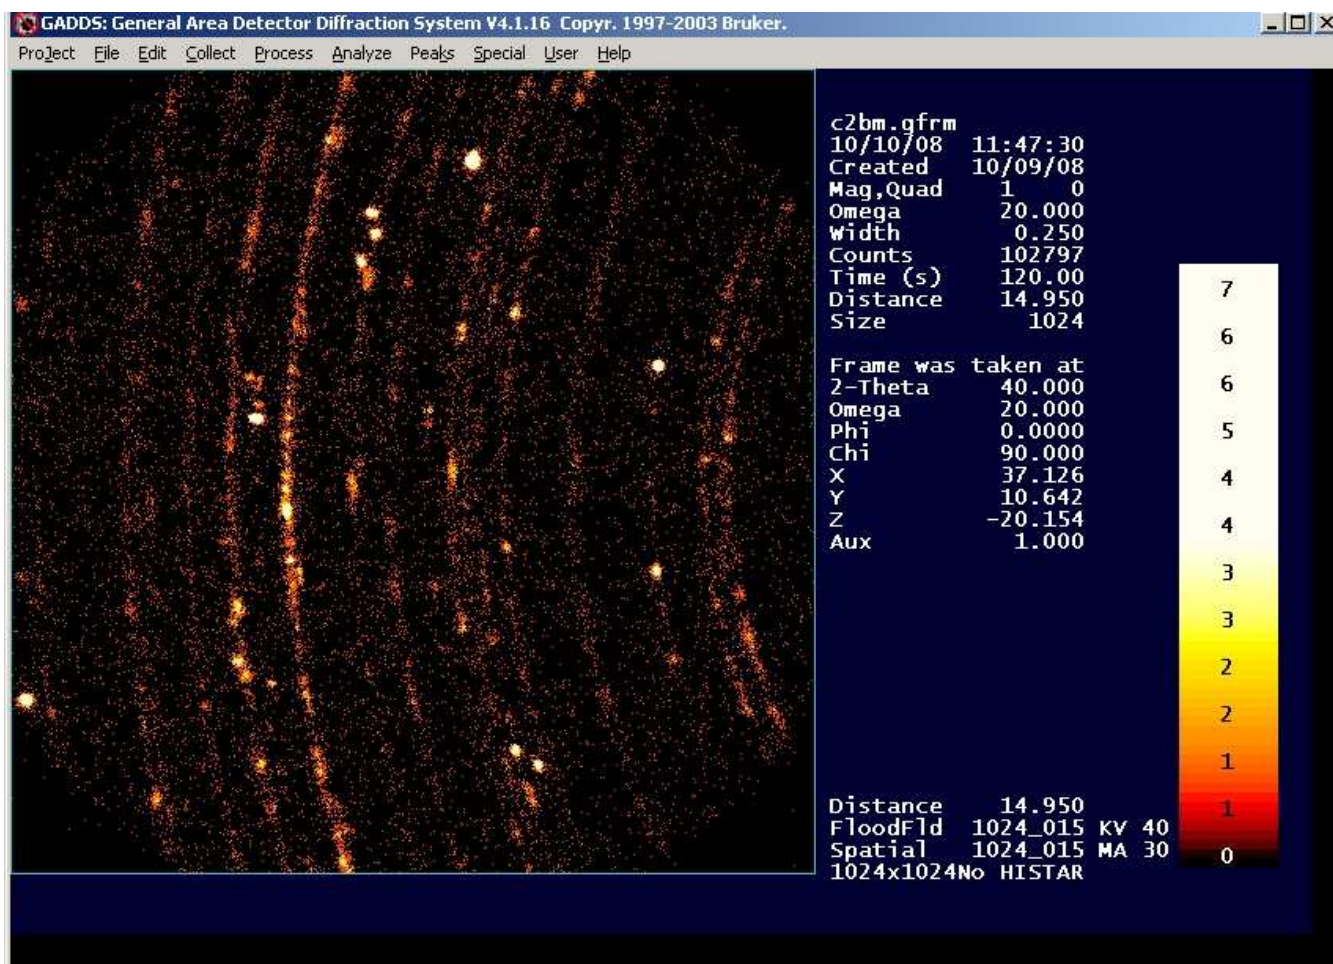 GADDS: General Area Detector Diffraction System V4.1.16 Copyr. 1997-2003 Bruker.
ProJect File Edit Collect Process Analyze Peaks Special User Help
c2bm.gfrm
10/10/08 11:47:30
Created 10/09/08
Mag,Quad 1 0
Omega 20.000
Width 0.250
Counts 102797
Time (s) 120.00
Distance 14.950
Size 1024
Frame was taken at
2-Theta 40.000
Omega 20.000
Phi 0.0000
Chi 90.000
X 37.126
Y 10.642
Z -20.154
Aux 1.000
Distance 14.950
FloodFld 1024_015 KV 40
Spatial 1024_015 MA 30
1024x1024No HISTAR
7
6
6
5
4
4
3
3
2
2
1
1
0